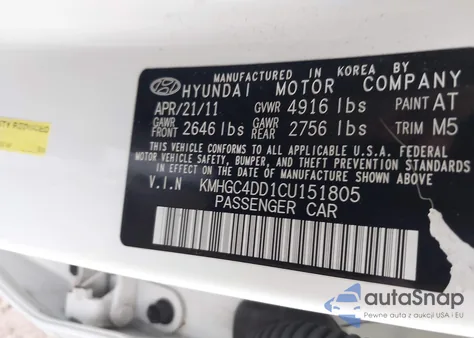 MANUFACTURED IN KOREA BY
HYUNDAI MOTOR COMPANY
APR/21/11 GVWR 4916 lbs PAINT AT
GAWR FRONT 2646 lbs GAWR REAR 2756 lbs TRIM M5
THIS VEHICLE CONFORMS TO ALL APPLICABLE U.S.A. FEDERAL
MOTOR VEHICLE SAFETY, BUMPER, AND THEFT PREVENTION STANDARDS
IN EFFECT ON THE DATE OF MANUFACTURE SHOWN ABOVE.
V.I.N KMHGC4DD1CU151805
PASSENGER CAR
autoSnap
Pewne auta z aukcji USA i EU